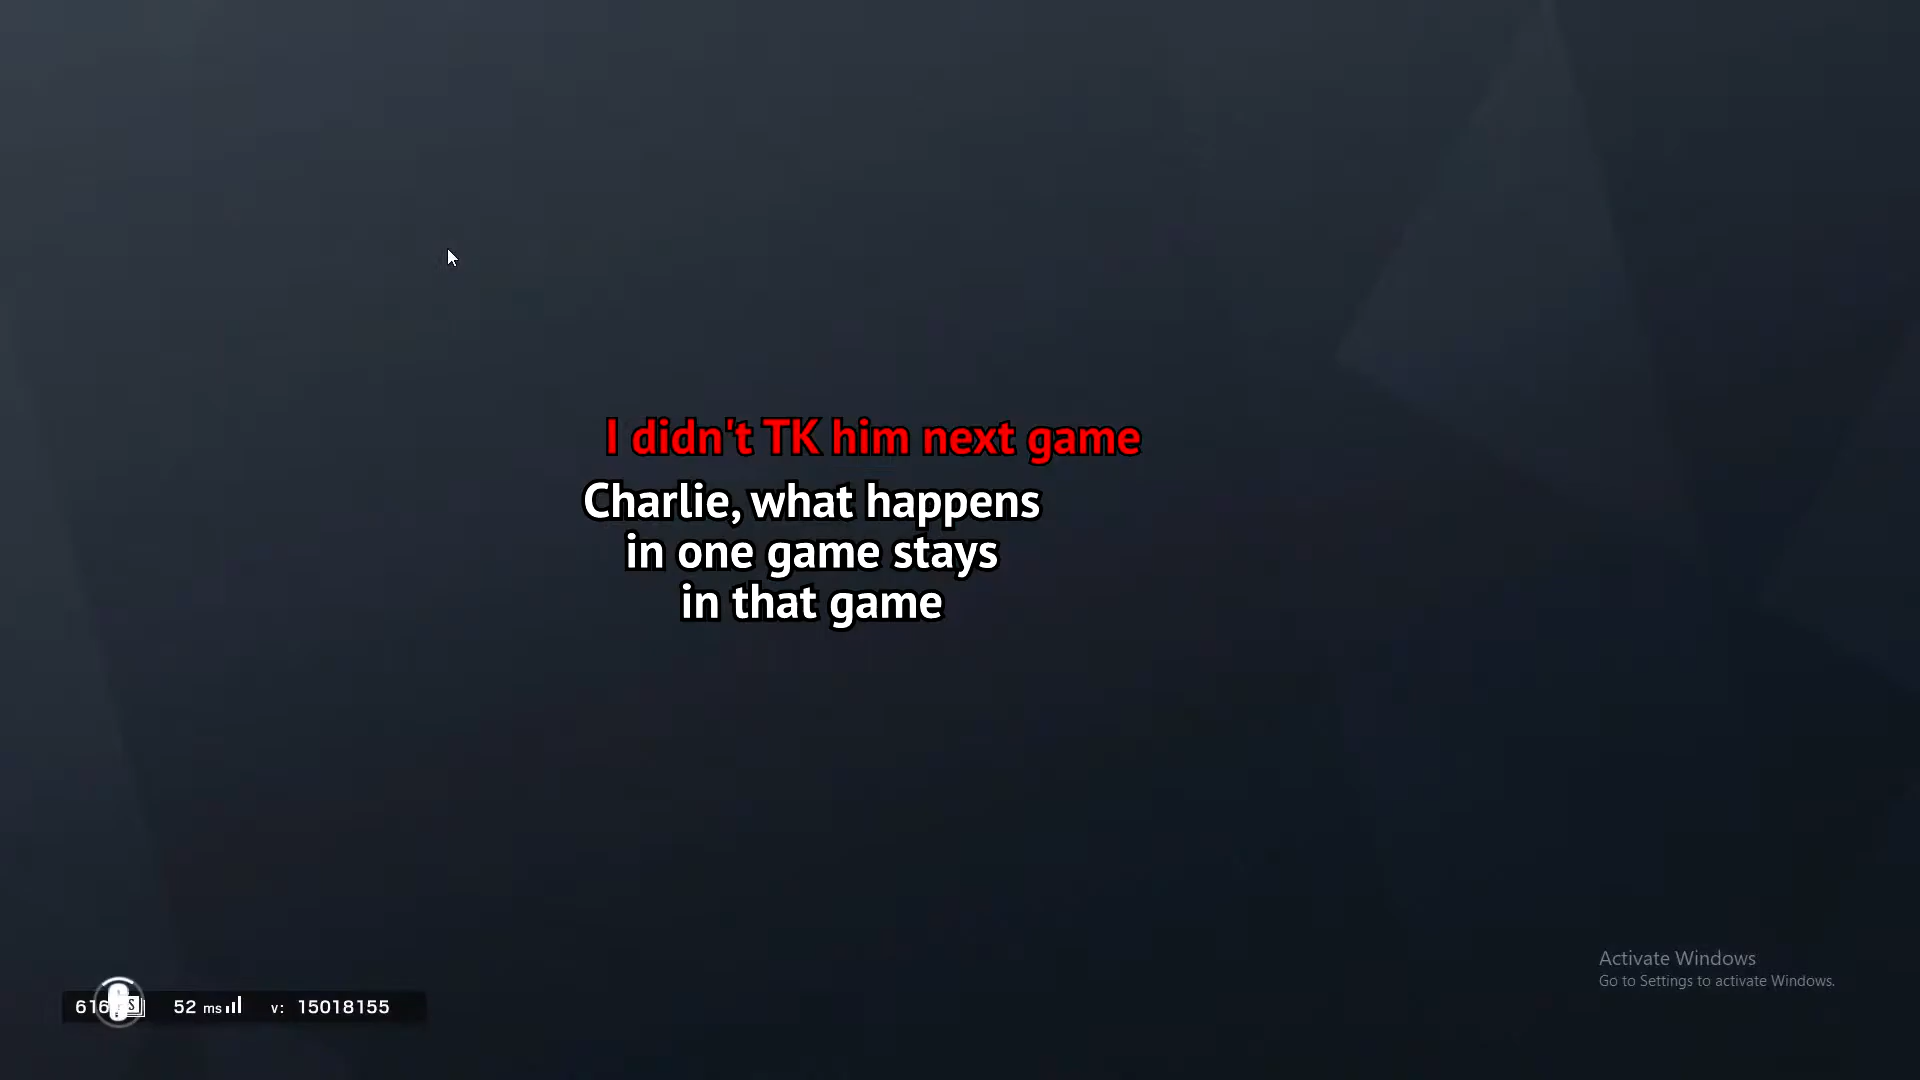 I didn't TK him next game
Charlie, what happens
in one game stays
in that game
Activate Windows
Go to Settings to activate Windows.
616 52 ms v: 15018155